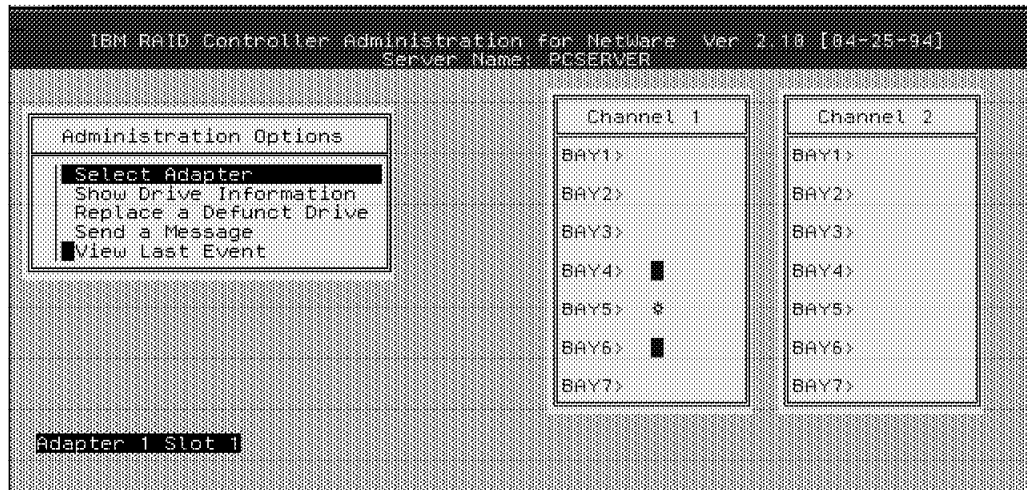 IBM RAID Controller Administration for NetWare Ver 2.10 [04-25-94]
Server Name: PCSERVER
Administration Options
Select Adapter
Show Drive Information
Replace a Defunct Drive
Send a Message
View Last Event
Channel 1
BAY1>
BAY2>
BAY3>
BAY4>
BAY5> ☼
BAY6>
BAY7>
Channel 2
BAY1>
BAY2>
BAY3>
BAY4>
BAY5>
BAY6>
BAY7>
Adapter 1 Slot 1